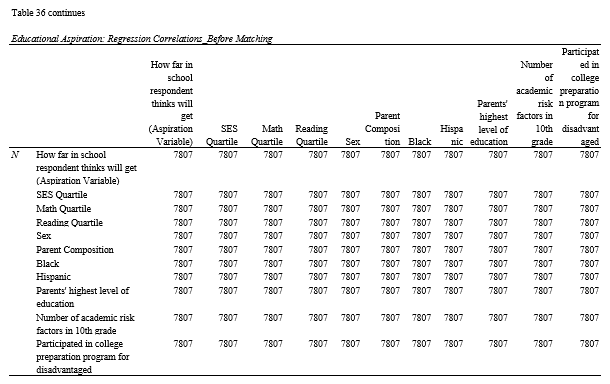 Table 36 continues
Educational Aspiration: Regression Correlations_Before Matching
How far in school respondent thinks will get (Aspiration Variable) SES Quartile Math Quartile Reading Quartile Sex Parent Composi tion Black Hispa nic Parents' highest level of education Number of academic risk factors in 10th grade Participat ed in college preparatio n program for disadvant aged
N How far in school 7807 7807 7807 7807 7807 7807 7807 7807 7807 7807 7807
respondent thinks will get
(Aspiration Variable)
SES Quartile 7807 7807 7807 7807 7807 7807 7807 7807 7807 7807 7807
Math Quartile 7807 7807 7807 7807 7807 7807 7807 7807 7807 7807 7807
Reading Quartile 7807 7807 7807 7807 7807 7807 7807 7807 7807 7807 7807
Sex 7807 7807 7807 7807 7807 7807 7807 7807 7807 7807 7807
Parent Composition 7807 7807 7807 7807 7807 7807 7807 7807 7807 7807 7807
Black 7807 7807 7807 7807 7807 7807 7807 7807 7807 7807 7807
Hispanic 7807 7807 7807 7807 7807 7807 7807 7807 7807 7807 7807
Parents' highest level of 7807 7807 7807 7807 7807 7807 7807 7807 7807 7807 7807
education
Number of academic risk 7807 7807 7807 7807 7807 7807 7807 7807 7807 7807 7807
factors in 10th grade
Participated in college 7807 7807 7807 7807 7807 7807 7807 7807 7807 7807 7807
preparation program for
disadvantaged